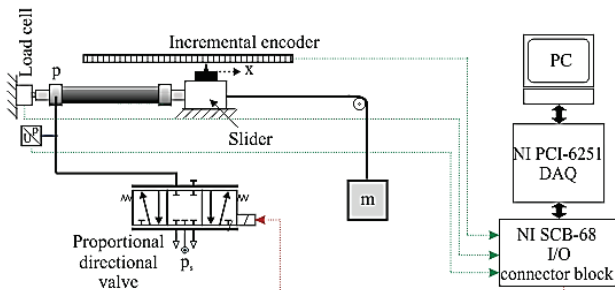 Load cell
Incremental encoder
p
x
Slider
U
P
m
Proportional
directional
valve
ps
PC
NI PCI-6251
DAQ
NI SCB-68
I/O
connector block